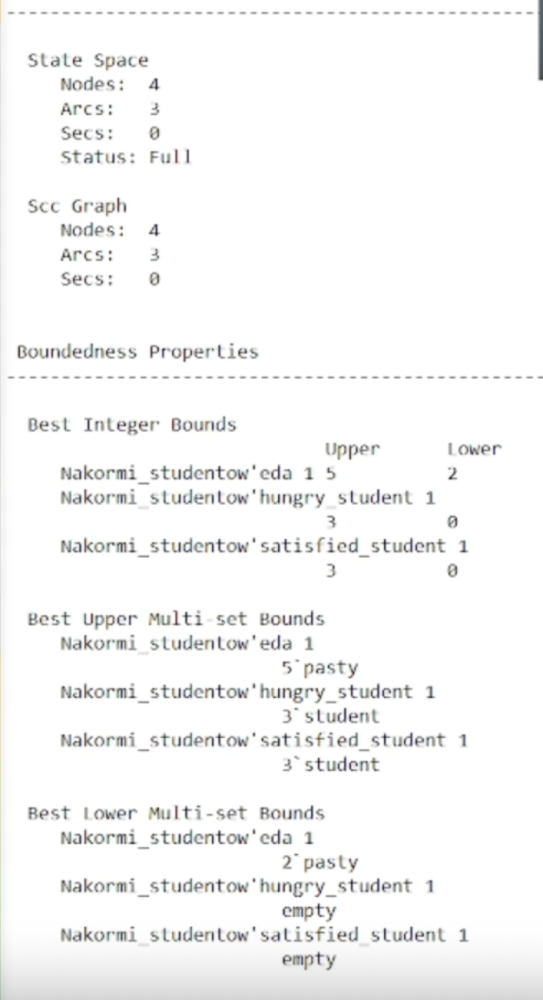 State Space
Nodes: 4
Arcs: 3
Secs: 0
Status: Full
Scc Graph
Nodes: 4
Arcs: 3
Secs: 0
Boundedness Properties
Best Integer Bounds
Upper Lower
Nakormi_studentow'eda 1 5 2
Nakormi_studentow'hungry_student 1
3 0
Nakormi_studentow'satisfied_student 1
3 0
Best Upper Multi-set Bounds
Nakormi_studentow'eda 1
5`pasty
Nakormi_studentow'hungry_student 1
3`student
Nakormi_studentow'satisfied_student 1
3`student
Best Lower Multi-set Bounds
Nakormi_studentow'eda 1
2`pasty
Nakormi_studentow'hungry_student 1
empty
Nakormi_studentow'satisfied_student 1
empty